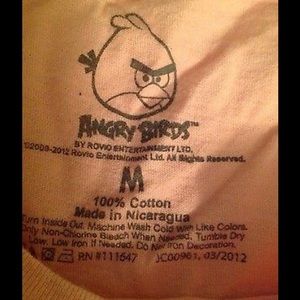 ANGRY BIRDS™
BY ROVIO ENTERTAINMENT LTD.
©2009-2012 Rovio Entertainment Ltd. All Rights Reserved.
M
100% Cotton
Made in Nicaragua
Turn Inside Out. Machine Wash Cold With Like Colors.
Only Non-Chlorine Bleach When Needed. Tumble Dry
Low. Low Iron If Needed. Do Not Iron Decoration.
RN #111647 JC00961, 03/2012